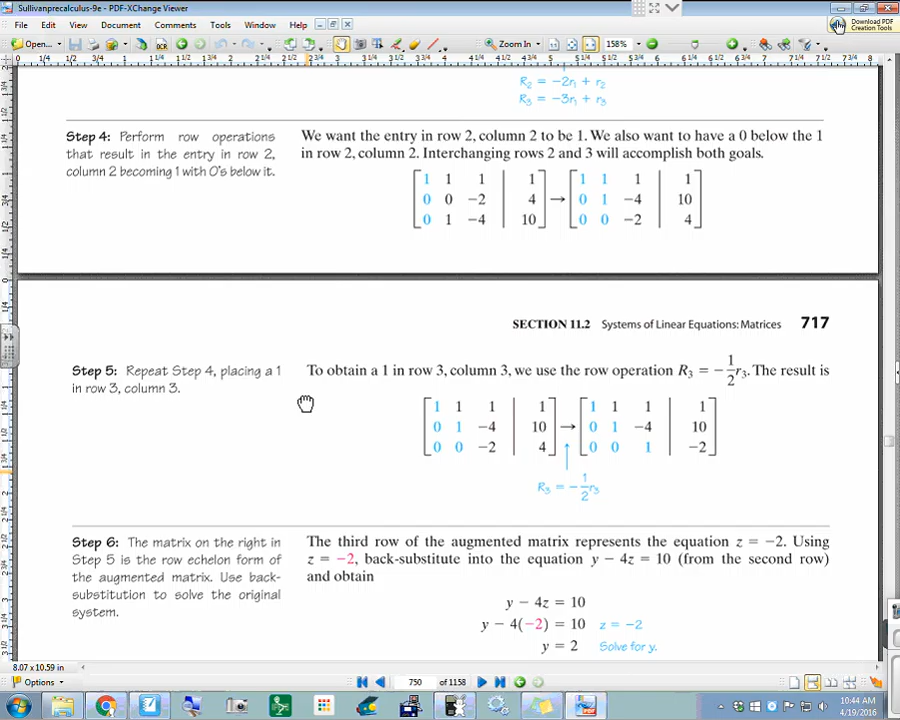 Sullivanprecalculus-9e - PDF-XChange Viewer
File Edit View Document Comments Tools Window Help
Download PDF
Creation Tools
Open... OCR Zoom In 158%
R₂ = −2r₁ + r₂
R₃ = −3r₁ + r₃
Step 4: Perform row operations
that result in the entry in row 2,
column 2 becoming 1 with 0's below it.
We want the entry in row 2, column 2 to be 1. We also want to have a 0 below the 1
in row 2, column 2. Interchanging rows 2 and 3 will accomplish both goals.
[1 1 1 | 1] [1 1 1 | 1]
[0 0 −2 | 4] → [0 1 −4 | 10]
[0 1 −4 | 10] [0 0 −2 | 4]
SECTION 11.2 Systems of Linear Equations: Matrices 717
Step 5: Repeat Step 4, placing a 1
in row 3, column 3.
To obtain a 1 in row 3, column 3, we use the row operation R₃ = −1/2 r₃. The result is
[1 1 1 | 1] [1 1 1 | 1]
[0 1 −4 | 10] → [0 1 −4 | 10]
[0 0 −2 | 4] [0 0 1 | −2]
R₃ = −1/2 r₃
Step 6: The matrix on the right in
Step 5 is the row echelon form of
the augmented matrix. Use back-
substitution to solve the original
system.
The third row of the augmented matrix represents the equation z = −2. Using
z = −2, back-substitute into the equation y − 4z = 10 (from the second row)
and obtain
y − 4z = 10
y − 4(−2) = 10 z = −2
y = 2 Solve for y.
8.07 x 10.59 in
Options 750 of 1158
10:44 AM
4/19/2016